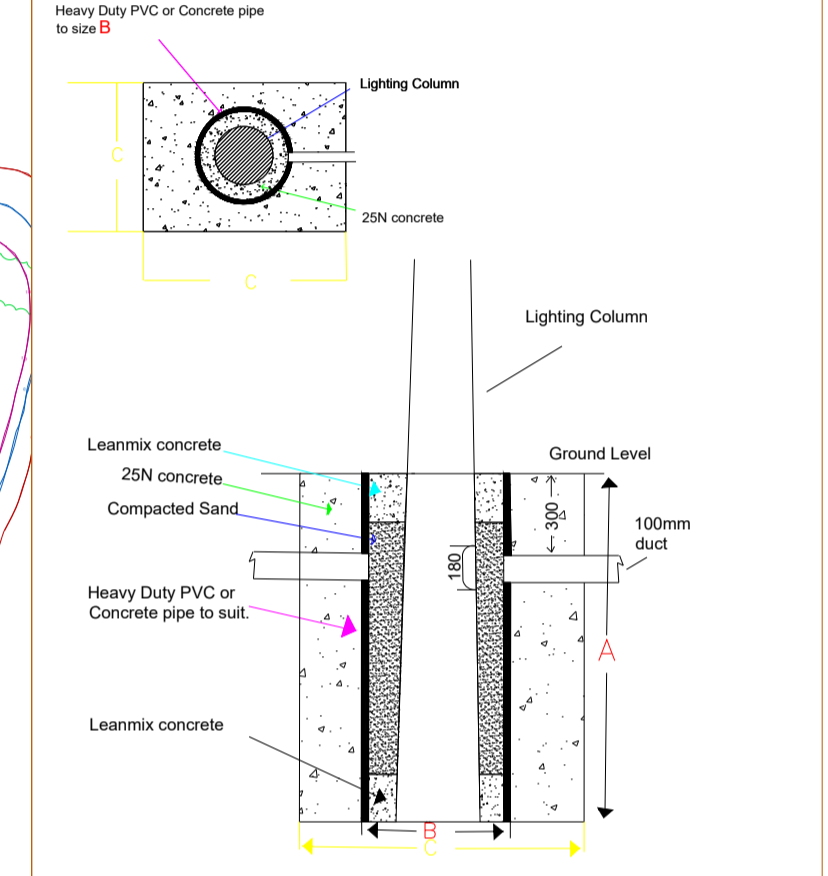 Heavy Duty PVC or Concrete pipe
to size B
Lighting Column
C
25N concrete
C
Lighting Column
Leanmix concrete
Ground Level
25N concrete
Compacted Sand
300
100mm
duct
180
Heavy Duty PVC or
Concrete pipe to suit.
A
Leanmix concrete
B
C